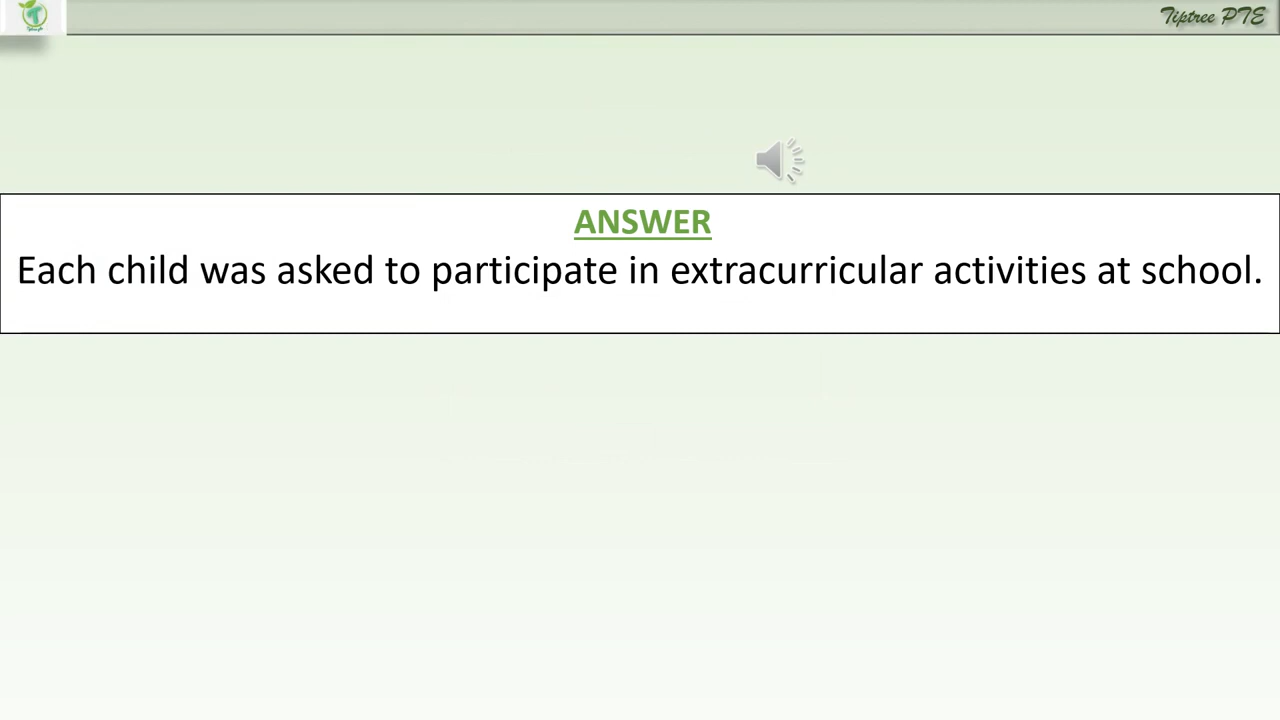 Tiptree PTE
ANSWER
Each child was asked to participate in extracurricular activities at school.